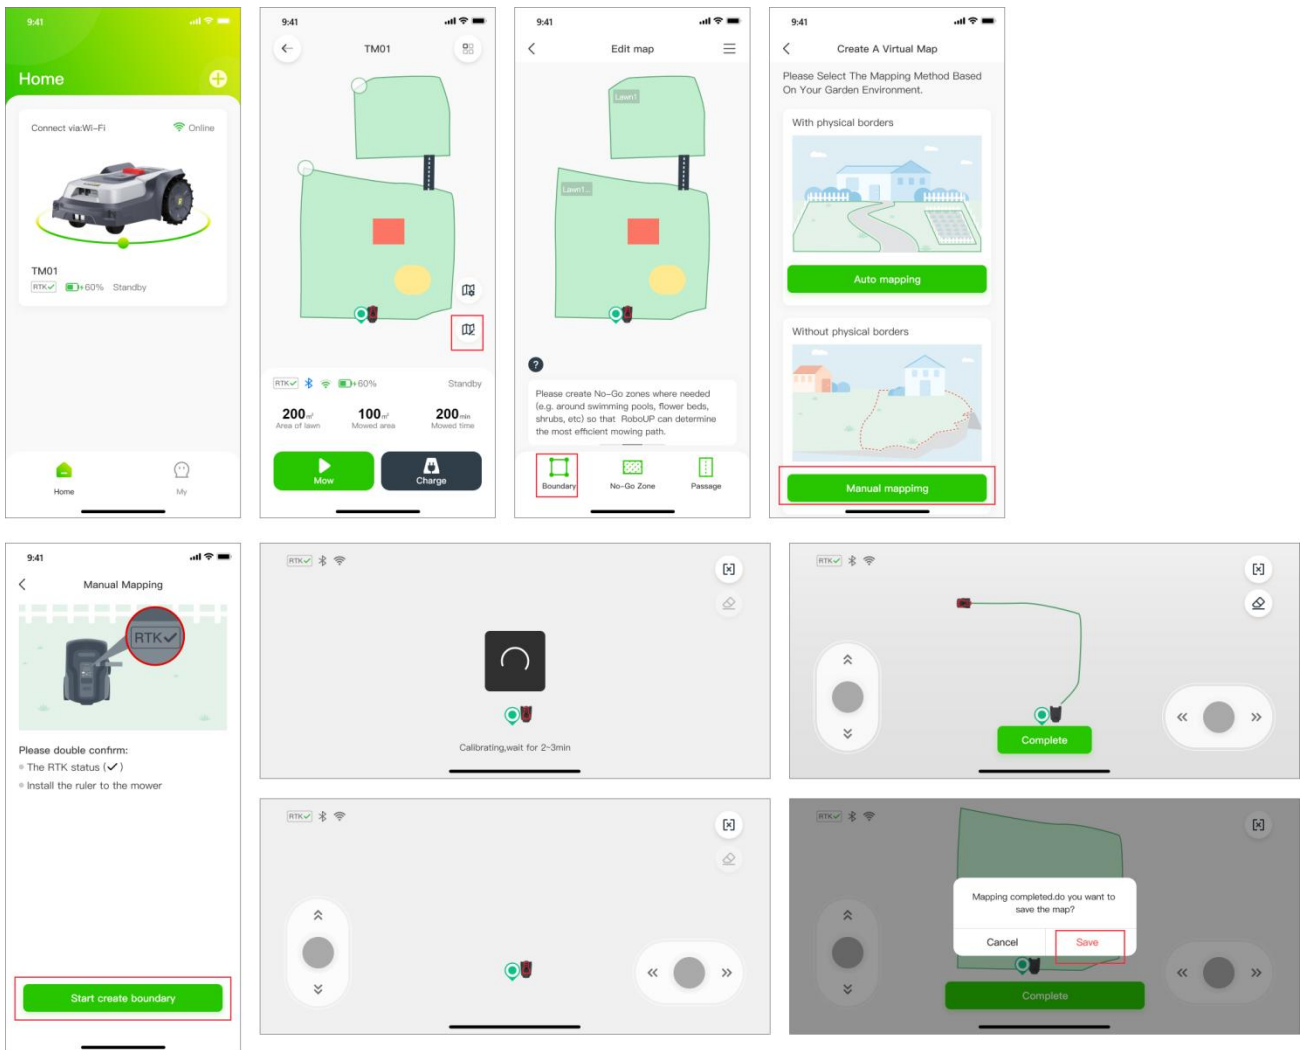 9:41
Home
Connect via:Wi-Fi
Online
TM01
RTK✓
60%
Standby
Home
My
9:41
TM01
RTK✓
60%
Standby
200㎡
100㎡
200min
Area of lawn
Mowed area
Mowed time
Mow
Charge
9:41
Edit map
Lawn1
Lawn1...
?
Please create No-Go zones where needed
(e.g. around swimming pools, flower beds,
shrubs, etc) so that RoboUP can determine
the most efficient mowing path.
Boundary
No-Go Zone
Passage
9:41
Create A Virtual Map
Please Select The Mapping Method Based
On Your Garden Environment.
With physical borders
Auto mapping
Without physical borders
Manual mappimg
9:41
Manual Mapping
RTK✓
Please double confirm:
The RTK status (✓)
Install the ruler to the mower
Start create boundary
RTK✓
Calibrating,wait for 2~3min
RTK✓
Complete
RTK✓
RTK✓
Mapping completed.do you want to
save the map?
Cancel
Save
Complete